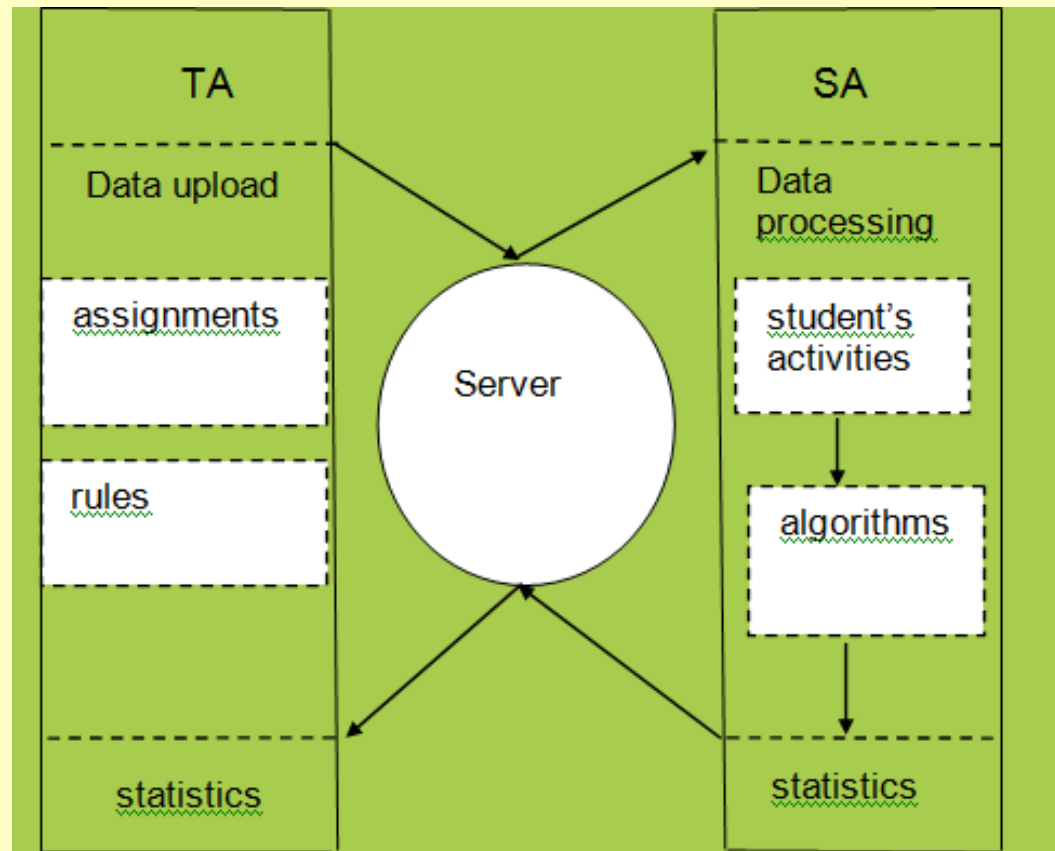 TA
Data upload
assignments
rules
statistics
Server
SA
Data
processing
student’s
activities
algorithms
statistics